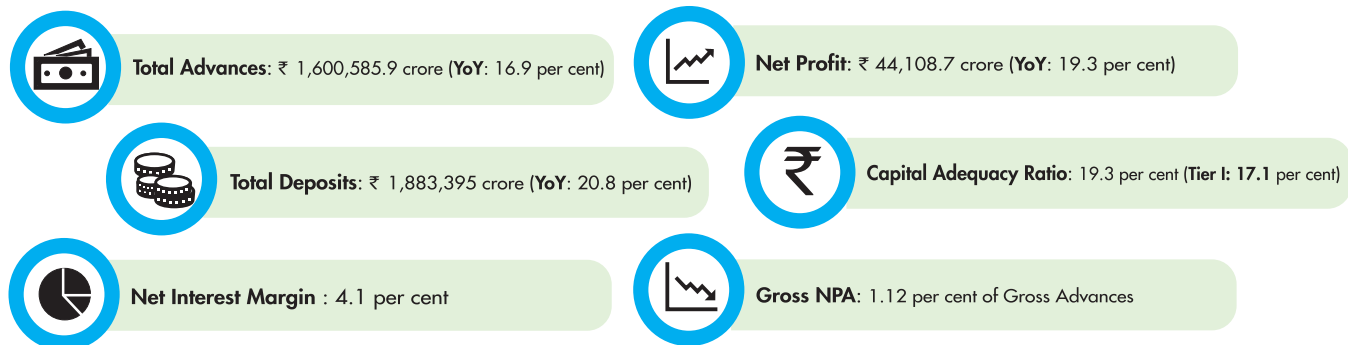 Total Advances: ₹ 1,600,585.9 crore (YoY: 16.9 per cent)
Net Profit: ₹ 44,108.7 crore (YoY: 19.3 per cent)
Total Deposits: ₹ 1,883,395 crore (YoY: 20.8 per cent)
Capital Adequacy Ratio: 19.3 per cent (Tier I: 17.1 per cent)
Net Interest Margin : 4.1 per cent
Gross NPA: 1.12 per cent of Gross Advances